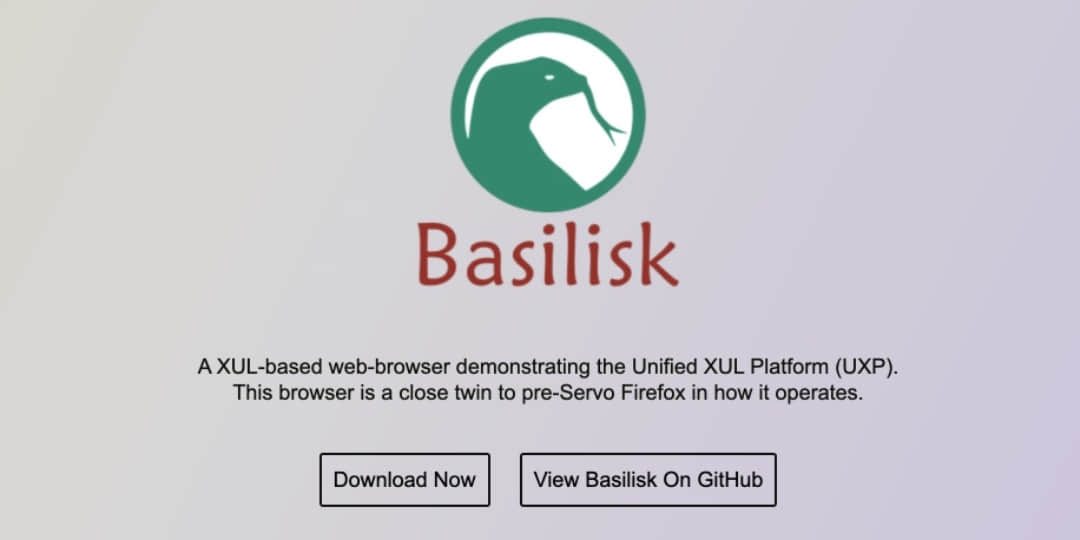 Basilisk
A XUL-based web-browser demonstrating the Unified XUL Platform (UXP).
This browser is a close twin to pre-Servo Firefox in how it operates.
Download Now
View Basilisk On GitHub